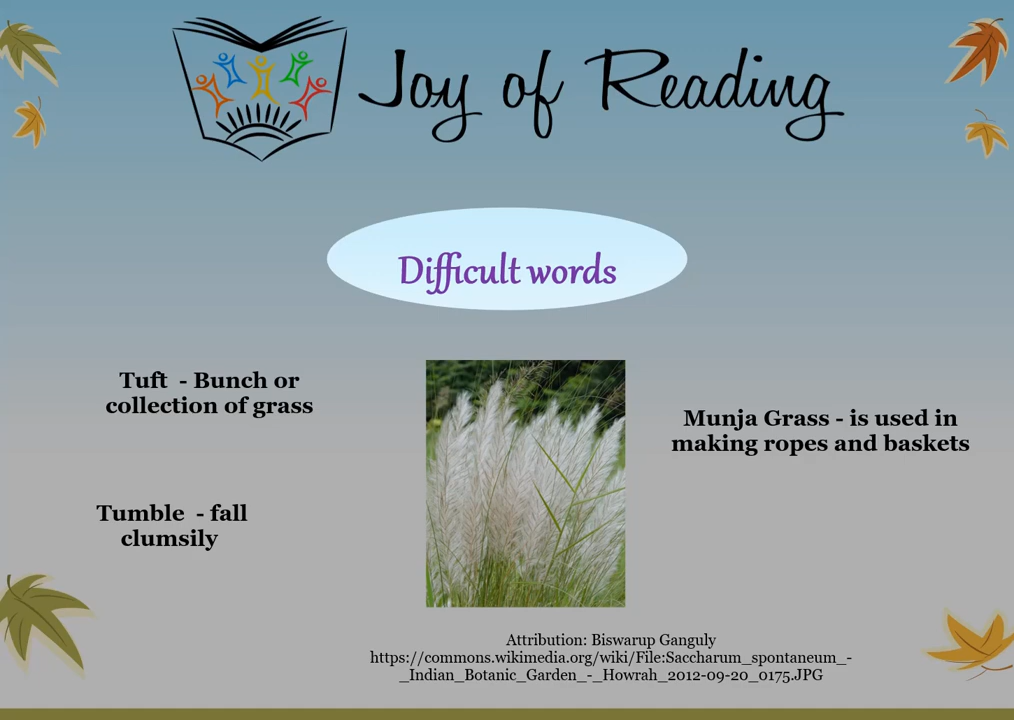 Joy of Reading
Difficult words
Tuft - Bunch or
collection of grass
Tumble - fall
clumsily
Munja Grass - is used in
making ropes and baskets
Attribution: Biswarup Ganguly
https://commons.wikimedia.org/wiki/File:Saccharum_spontaneum_-
_Indian_Botanic_Garden_-_Howrah_2012-09-20_0175.JPG